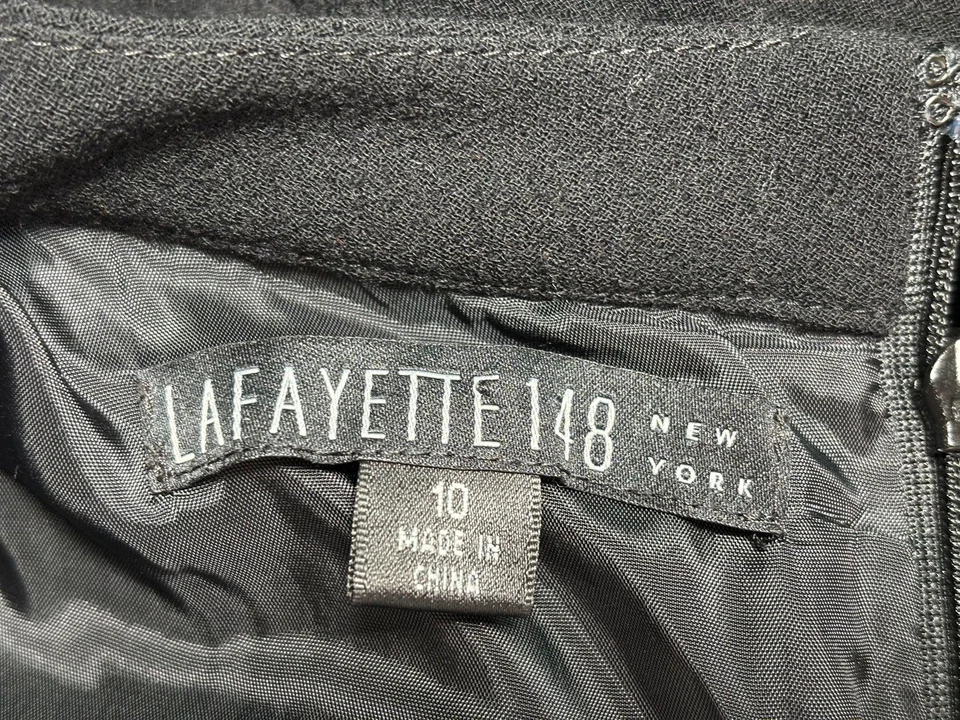 LAFAYETTE 148 NEW YORK
10
MADE IN
CHINA